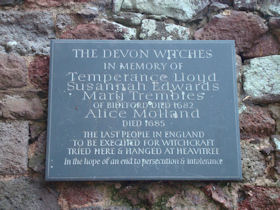 THE DEVON WITCHES
IN MEMORY OF
Temperance Lloyd
Susannah Edwards
Mary Trembles
OF BIDEFORD DIED 1682
Alice Molland
DIED 1685
THE LAST PEOPLE IN ENGLAND
TO BE EXECUTED FOR WITCHCRAFT
TRIED HERE & HANGED AT HEAVITREE
In the hope of an end to persecution & intolerance